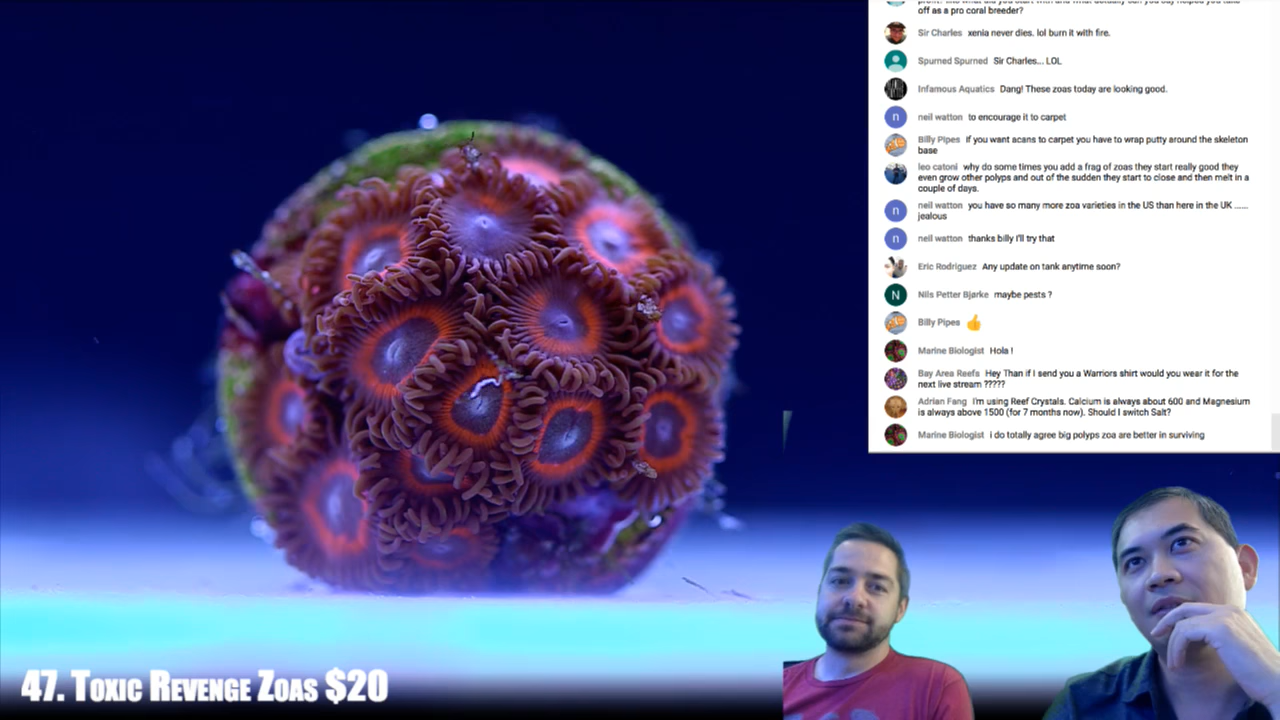 off as a pro coral breeder?
Sir Charles xenia never dies. lol burn it with fire.
Spurned Spurned Sir Charles... LOL
Infamous Aquatics Dang! These zoas today are looking good.
n neil watton to encourage it to carpet
Billy Pipes If you want acans to carpet you have to wrap putty around the skeleton
base
leo catoni why do some times you add a frag of zoas they start really good they
even grow other polyps and out of the sudden they start to close and then melt in a
couple of days.
n neil watton you have so many more zoa varieties in the US than here in the UK ......
jealous
n neil watton thanks billy i'll try that
Eric Rodriguez Any update on tank anytime soon?
N Nils Petter Bjørke maybe pests ?
Billy Pipes 👍
Marine Biologist Hola !
Bay Area Reefs Hey Than if I send you a Warriors shirt would you wear it for the
next live stream ?????
Adrian Fang I'm using Reef Crystals. Calcium is always about 600 and Magnesium
is always above 1500 (for 7 months now). Should I switch Salt?
Marine Biologist i do totally agree big polyps zoa are better in surviving
47. Toxic Revenge Zoas $20